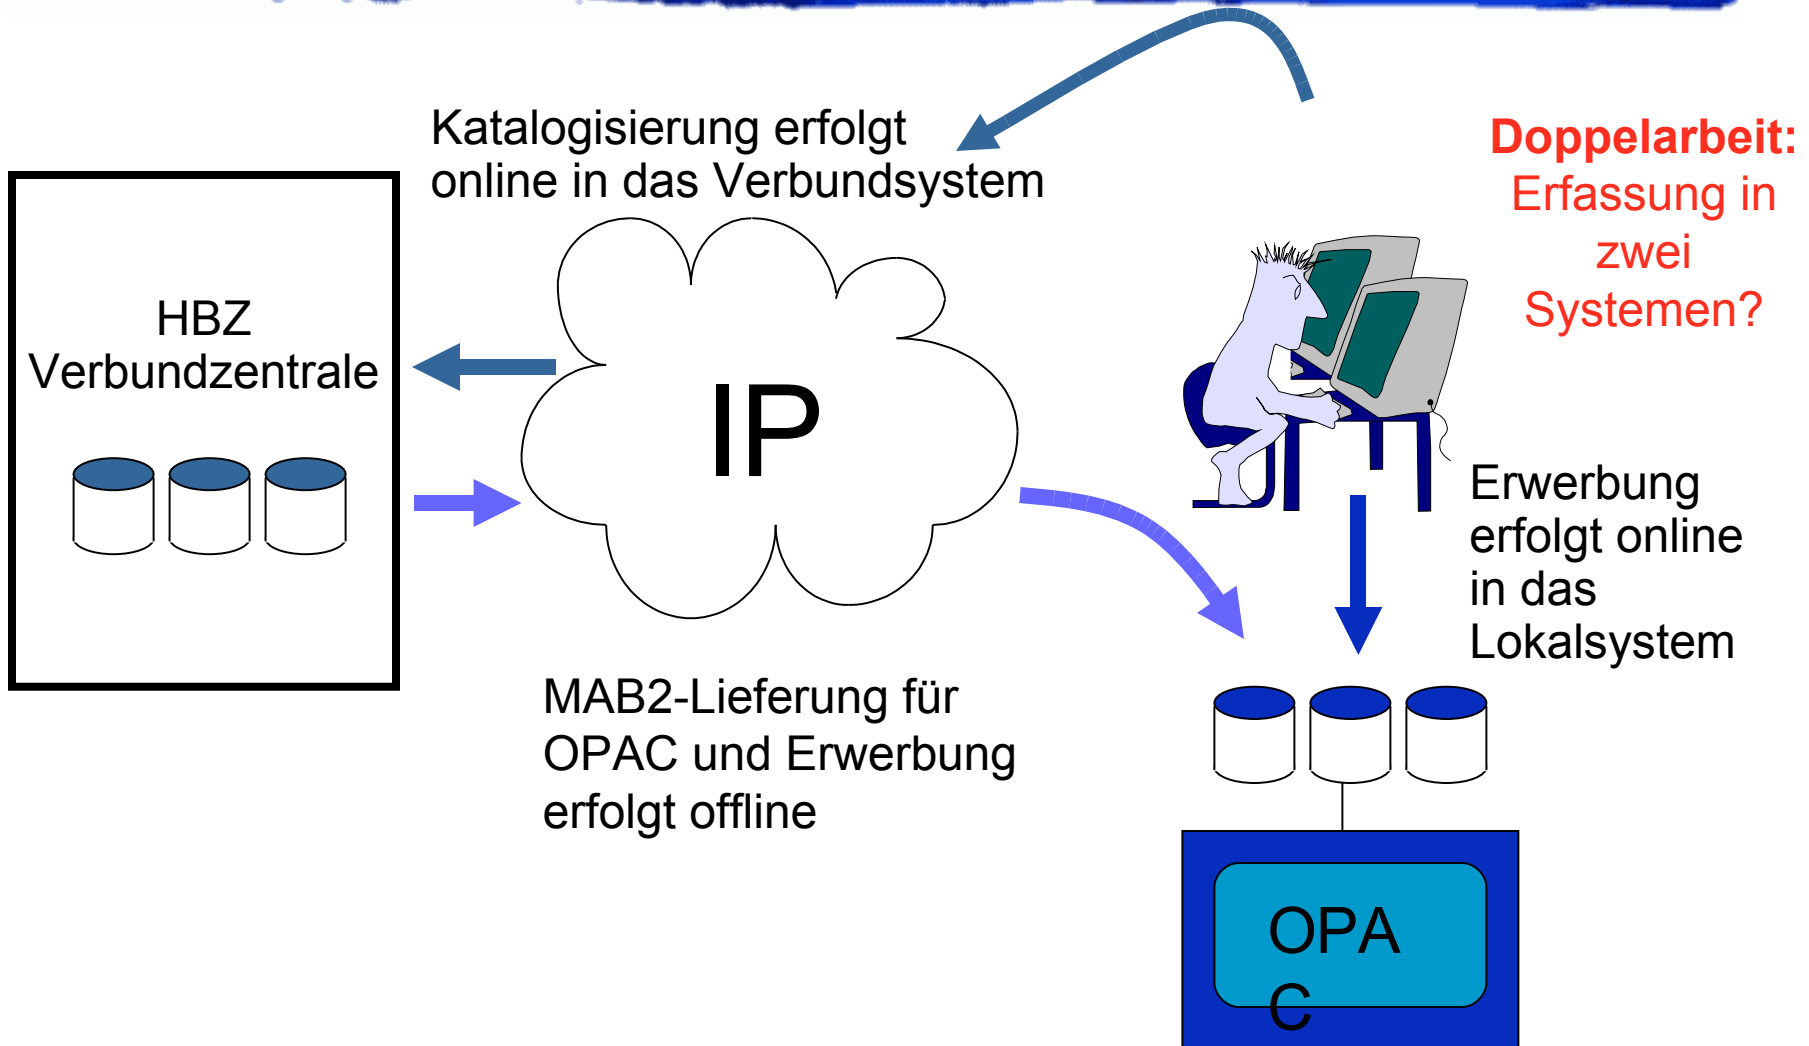 Katalogisierung erfolgt
online in das Verbundsystem
Doppelarbeit:
Erfassung in
zwei
Systemen?
HBZ
Verbundzentrale
IP
Erwerbung
erfolgt online
in das
Lokalsystem
MAB2-Lieferung für
OPAC und Erwerbung
erfolgt offline
OPA
C